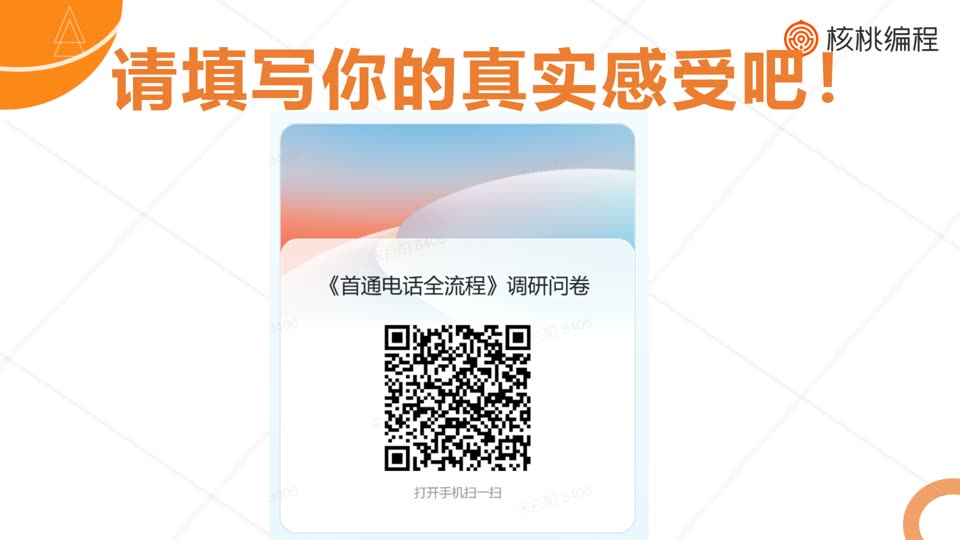 核桃编程
请填写你的真实感受吧！
《首通电话全流程》调研问卷
打开手机扫一扫